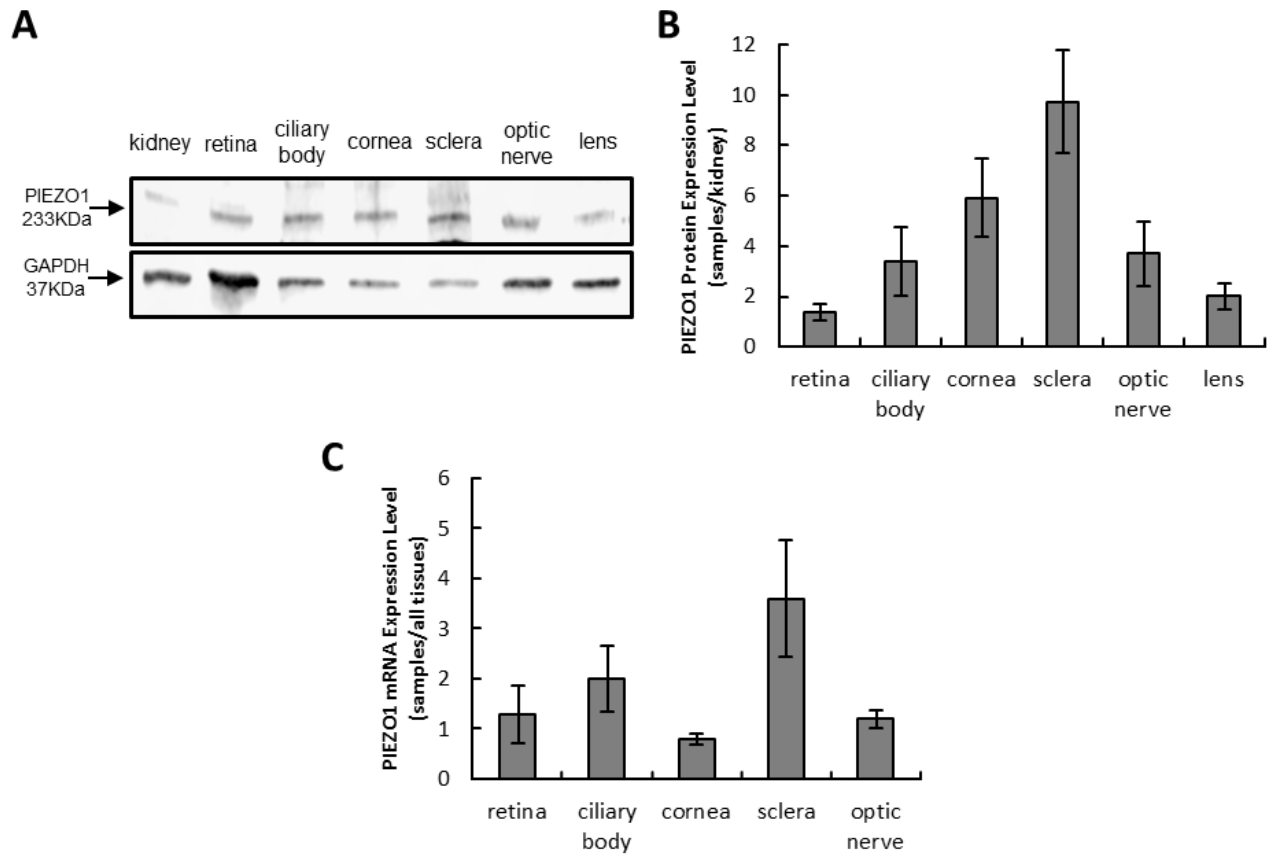 A
kidney retina ciliary body cornea sclera optic nerve lens
PIEZO1
233KDa
GAPDH
37KDa
B
PIEZO1 Protein Expression Level
(samples/kidney)
12
10
8
6
4
2
0
retina ciliary body cornea sclera optic nerve lens
C
PIEZO1 mRNA Expression Level
(samples/all tissues)
6
5
4
3
2
1
0
retina ciliary body cornea sclera optic nerve